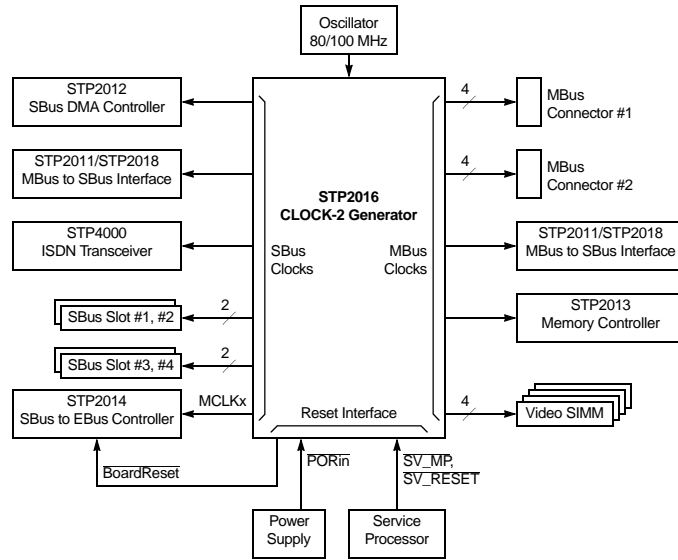 Oscillator
80/100 MHz
STP2012
SBus DMA Controller
STP2011/STP2018
MBus to SBus Interface
STP4000
ISDN Transceiver
2
SBus Slot #1, #2
2
SBus Slot #3, #4
STP2014
SBus to EBus Controller
MCLKx
BoardReset
STP2016
CLOCK-2 Generator
SBus
Clocks
MBus
Clocks
Reset Interface
4
MBus
Connector #1
4
MBus
Connector #2
STP2011/STP2018
MBus to SBus Interface
STP2013
Memory Controller
4
Video SIMM
PORin
SV_MP,
SV_RESET
Power
Supply
Service
Processor